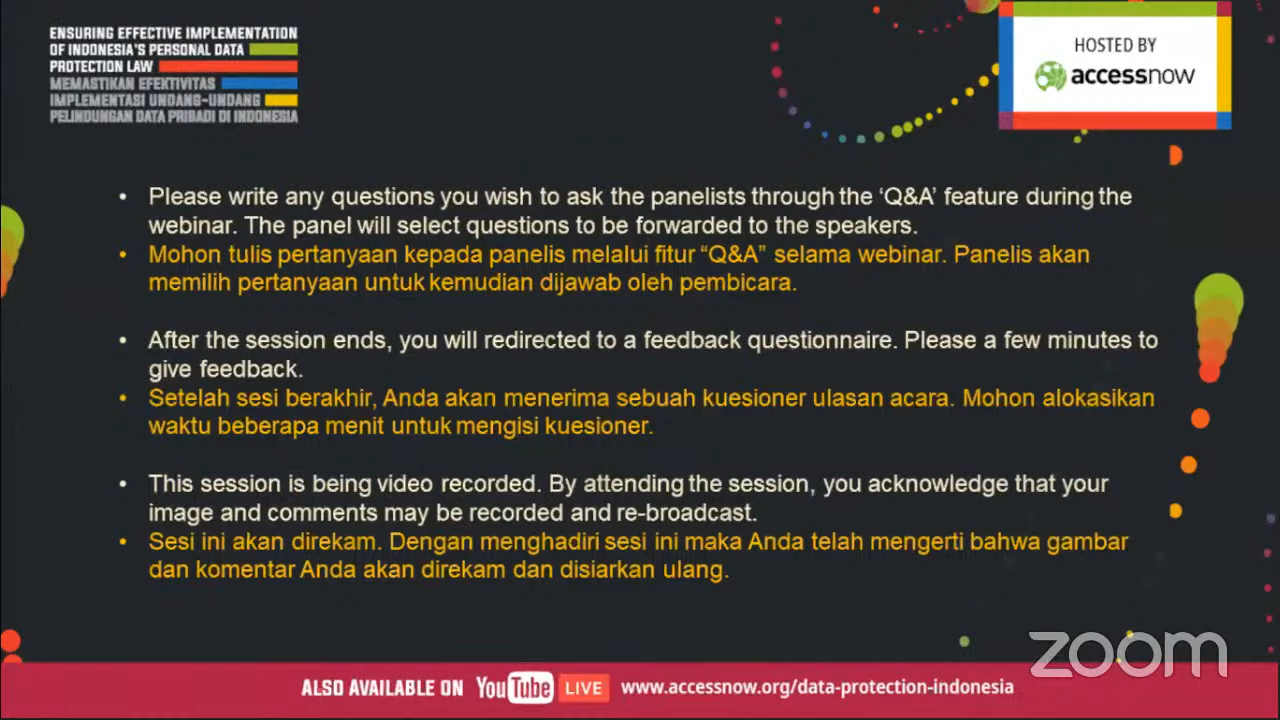 ENSURING EFFECTIVE IMPLEMENTATION
OF INDONESIA'S PERSONAL DATA
PROTECTION LAW
MEMASTIKAN EFEKTIVITAS
IMPLEMENTASI UNDANG-UNDANG
PELINDUNGAN DATA PRIBADI DI INDONESIA
HOSTED BY
accessnow
• Please write any questions you wish to ask the panelists through the ‘Q&A’ feature during the
webinar. The panel will select questions to be forwarded to the speakers.
• Mohon tulis pertanyaan kepada panelis melalui fitur “Q&A” selama webinar. Panelis akan
memilih pertanyaan untuk kemudian dijawab oleh pembicara.
• After the session ends, you will redirected to a feedback questionnaire. Please a few minutes to
give feedback.
• Setelah sesi berakhir, Anda akan menerima sebuah kuesioner ulasan acara. Mohon alokasikan
waktu beberapa menit untuk mengisi kuesioner.
• This session is being video recorded. By attending the session, you acknowledge that your
image and comments may be recorded and re-broadcast.
• Sesi ini akan direkam. Dengan menghadiri sesi ini maka Anda telah mengerti bahwa gambar
dan komentar Anda akan direkam dan disiarkan ulang.
zoom
ALSO AVAILABLE ON YouTube LIVE www.accessnow.org/data-protection-indonesia